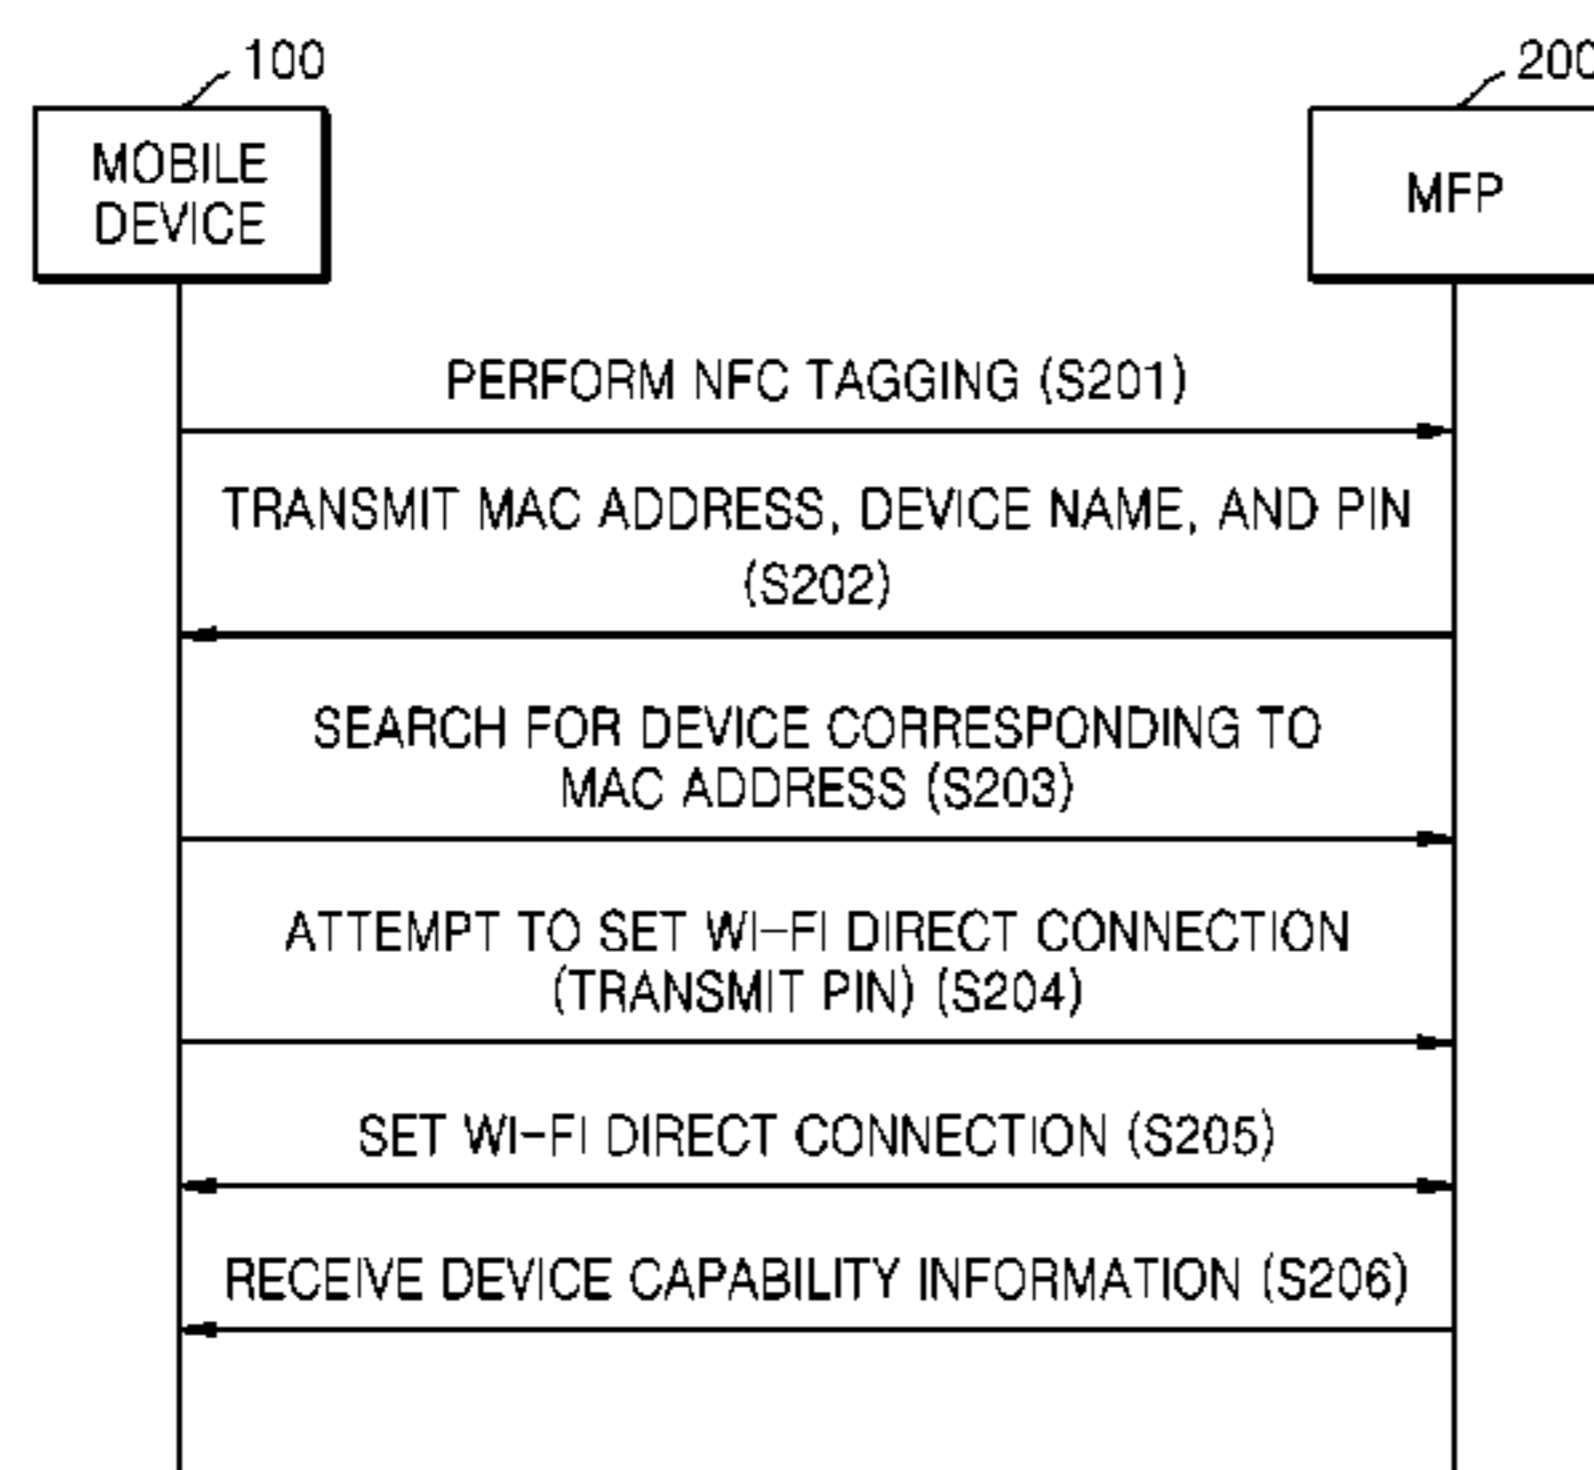 100
200
MOBILE
DEVICE
MFP
PERFORM NFC TAGGING (S201)
TRANSMIT MAC ADDRESS, DEVICE NAME, AND PIN
(S202)
SEARCH FOR DEVICE CORRESPONDING TO
MAC ADDRESS (S203)
ATTEMPT TO SET WI-FI DIRECT CONNECTION
(TRANSMIT PIN) (S204)
SET WI-FI DIRECT CONNECTION (S205)
RECEIVE DEVICE CAPABILITY INFORMATION (S206)